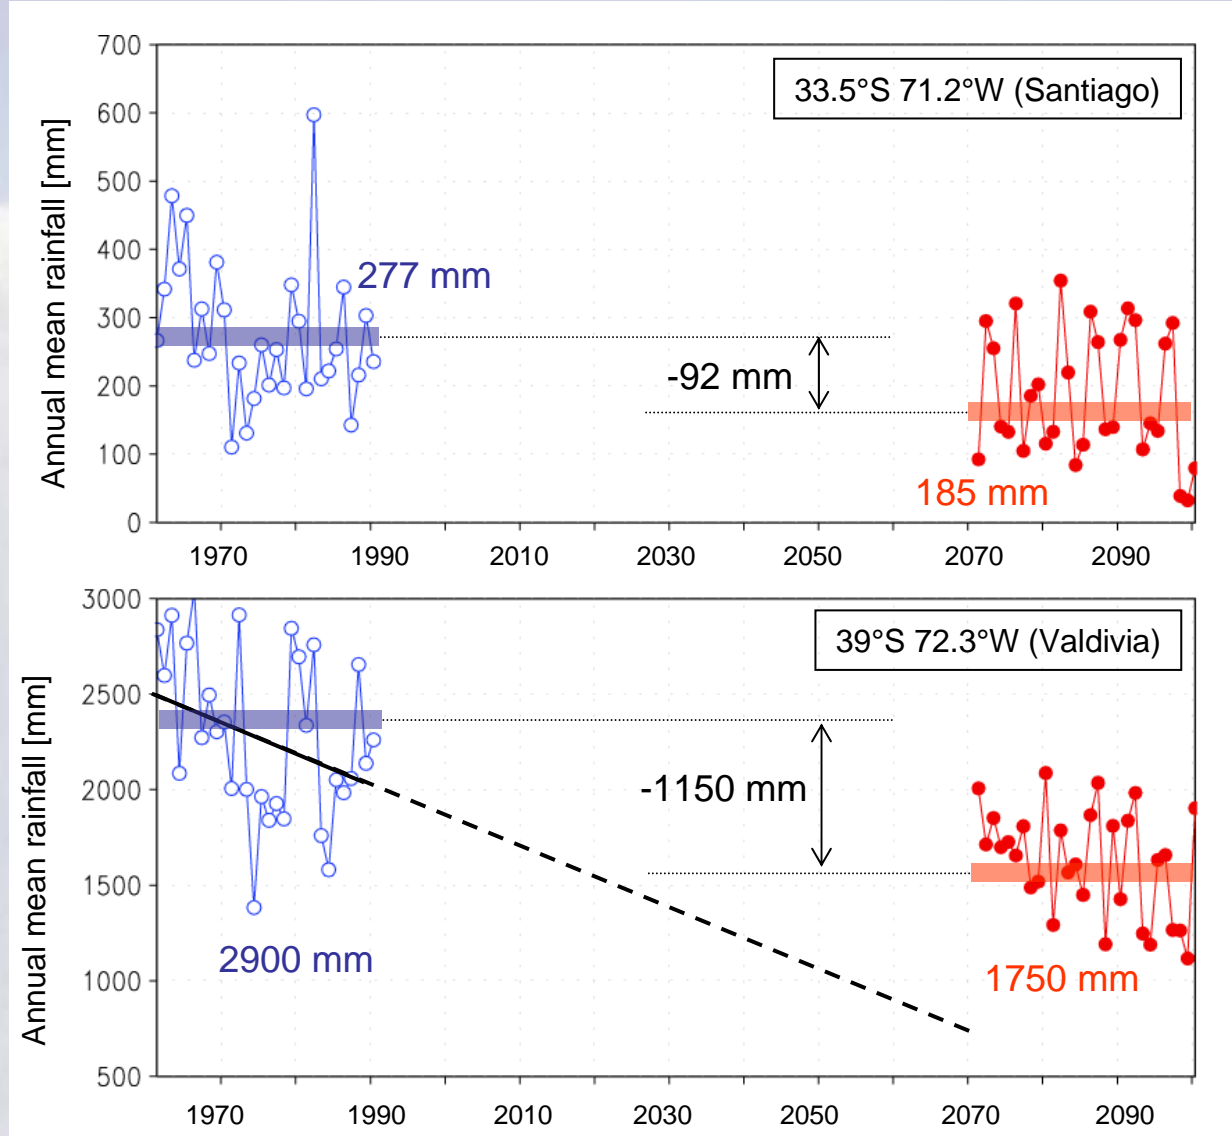 Annual mean rainfall [mm]
700
600
500
400
300
200
100
0
33.5°S 71.2°W (Santiago)
277 mm
-92 mm
185 mm
1970 1990 2010 2030 2050 2070 2090
Annual mean rainfall [mm]
3000
2500
2000
1500
1000
500
39°S 72.3°W (Valdivia)
-1150 mm
2900 mm
1750 mm
1970 1990 2010 2030 2050 2070 2090